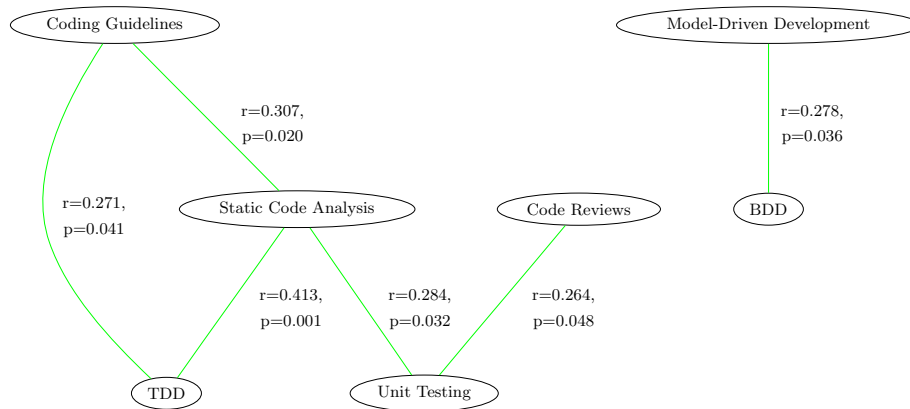 Coding Guidelines
Model-Driven Development
r=0.307,
p=0.020
r=0.278,
p=0.036
r=0.271,
p=0.041
Static Code Analysis
Code Reviews
BDD
r=0.413,
p=0.001
r=0.284,
p=0.032
r=0.264,
p=0.048
TDD
Unit Testing